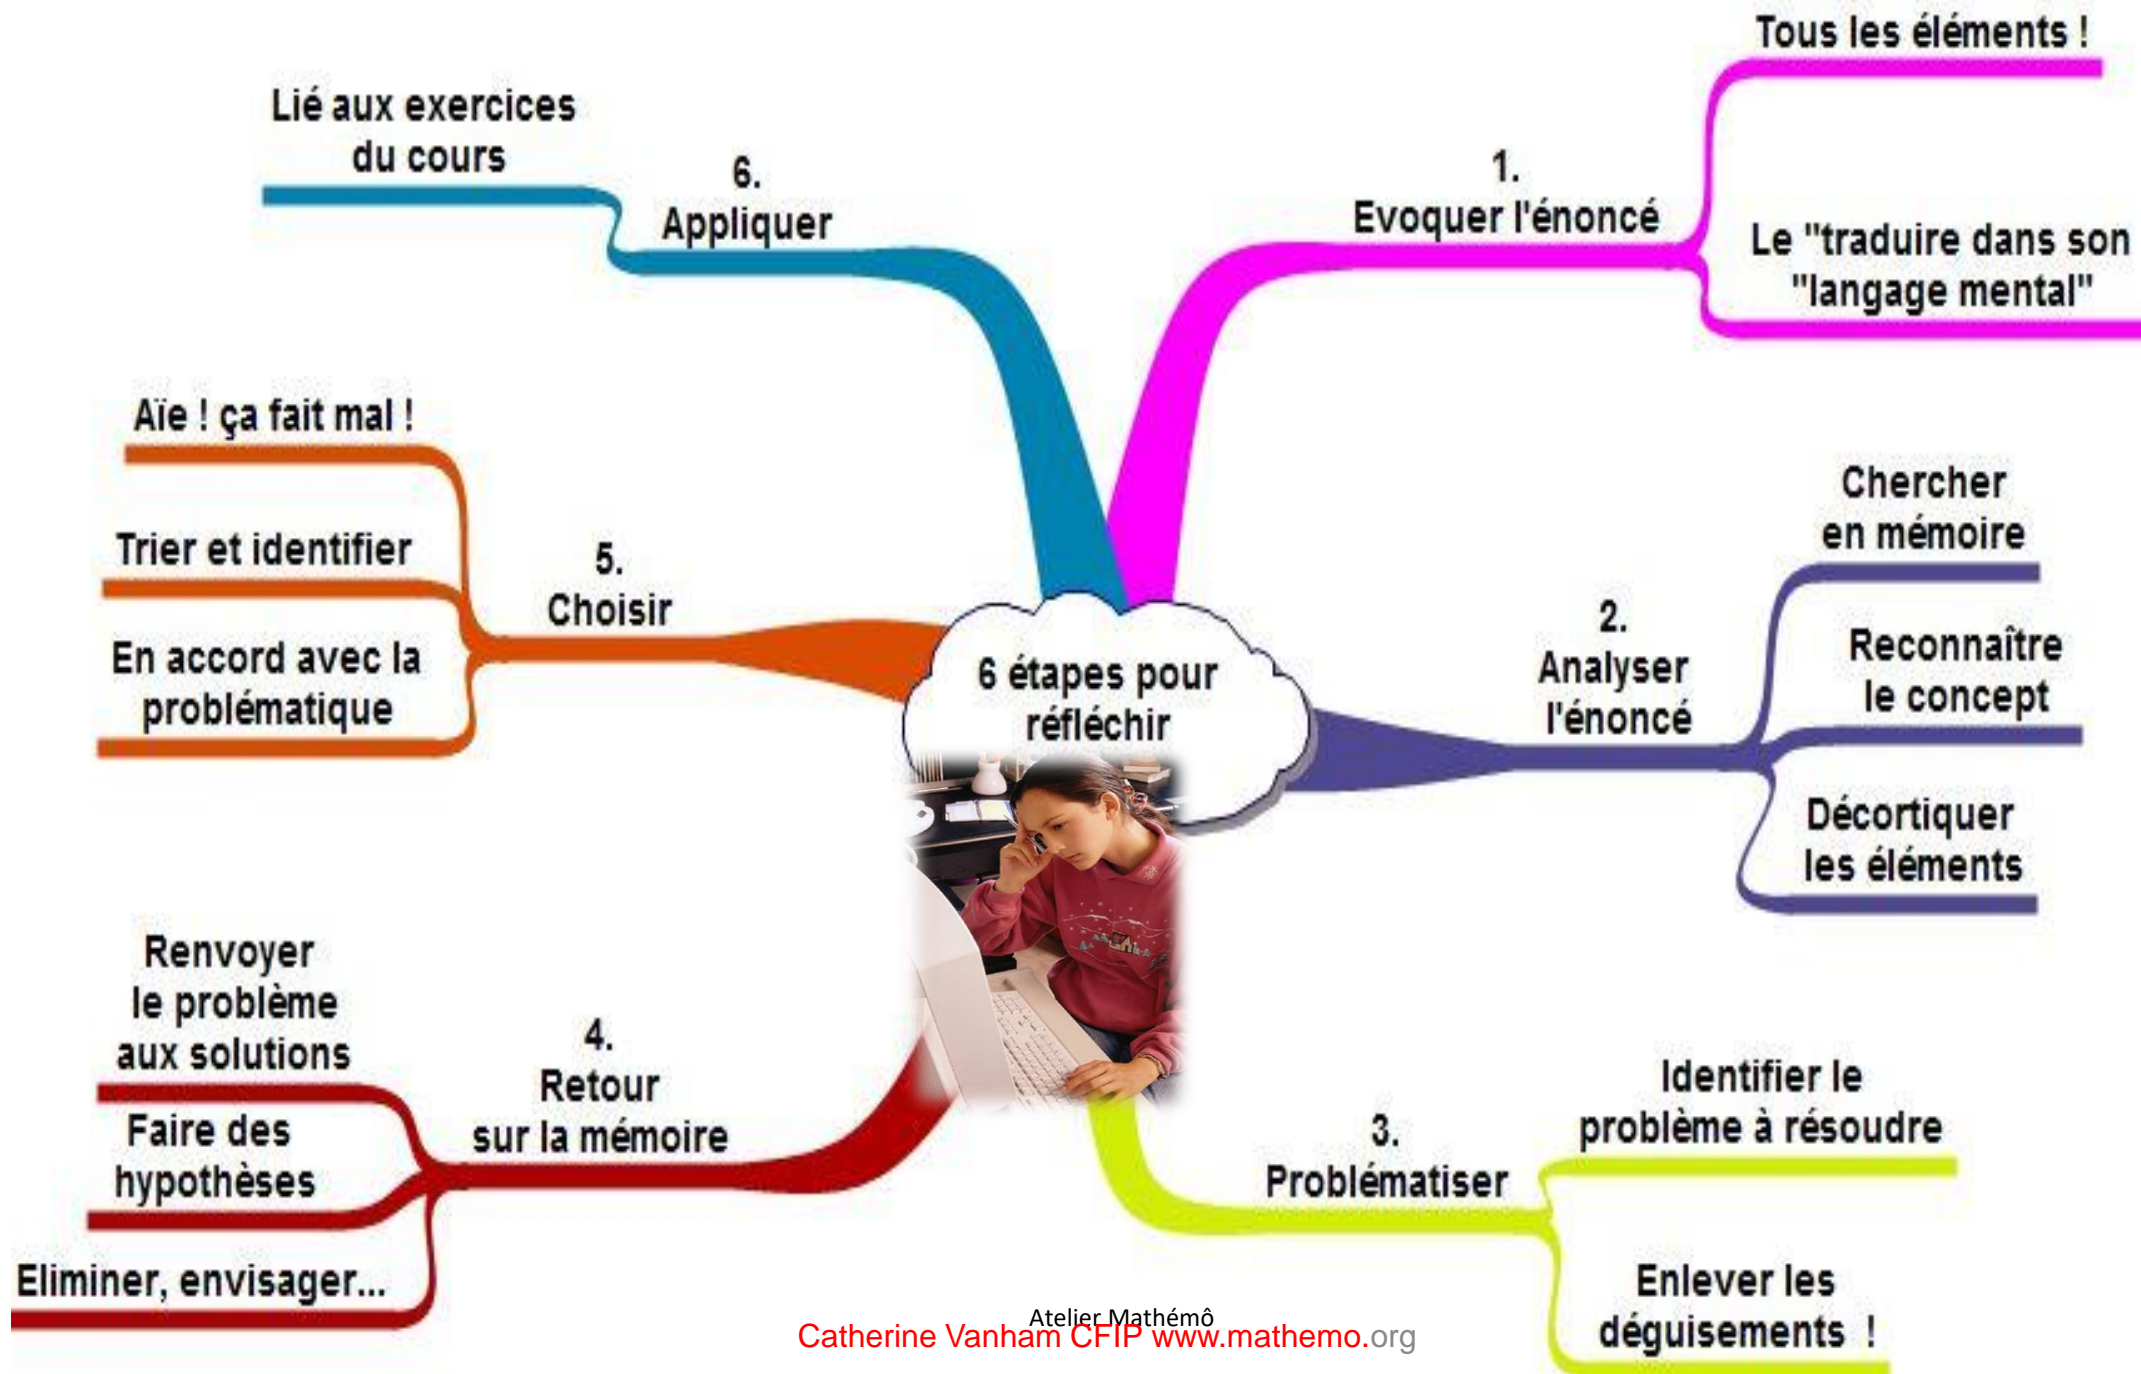 6 étapes pour
réfléchir
1.
Evoquer l'énoncé
Tous les éléments !
Le "traduire dans son
"langage mental"
2.
Analyser
l'énoncé
Chercher
en mémoire
Reconnaître
le concept
Décortiquer
les éléments
3.
Problématiser
Identifier le
problème à résoudre
Enlever les
déguisements !
4.
Retour
sur la mémoire
Renvoyer
le problème
aux solutions
Faire des
hypothèses
Eliminer, envisager...
5.
Choisir
Aïe ! ça fait mal !
Trier et identifier
En accord avec la
problématique
6.
Appliquer
Lié aux exercices
du cours
Atelier Mathémô
Catherine Vanham CFIP www.mathemo.org